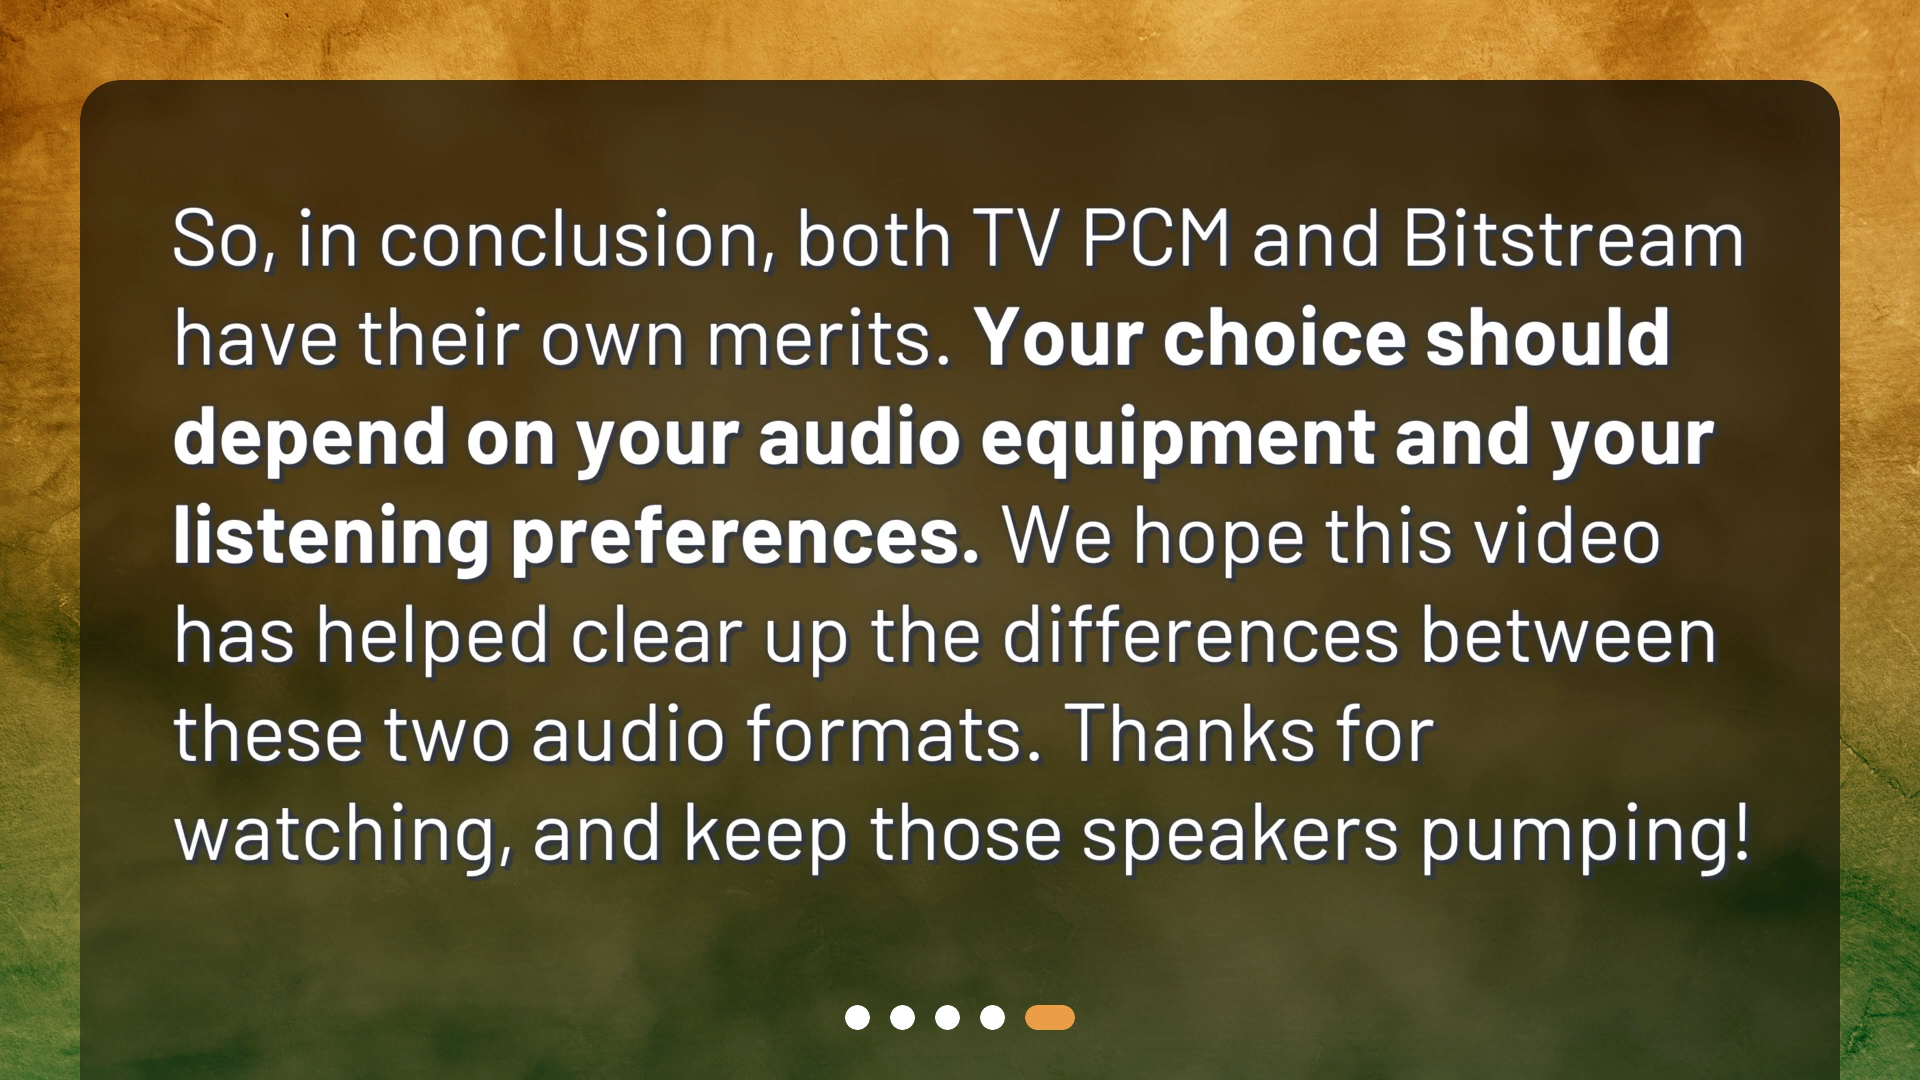 So, in conclusion, both TV PCM and Bitstream
have their own merits. Your choice should
depend on your audio equipment and your
listening preferences. We hope this video
has helped clear up the differences between
these two audio formats. Thanks for
watching, and keep those speakers pumping!